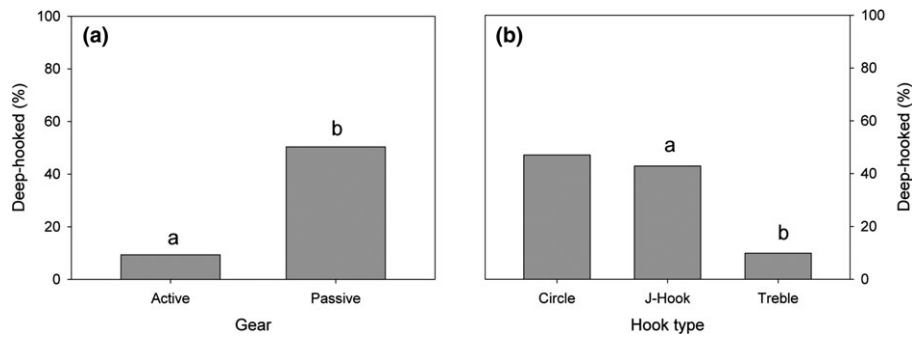 (a)
Deep-hooked (%)
100
80
60
40
20
0
a
b
Active
Passive
Gear
(b)
a
b
Circle
J-Hook
Treble
Hook type
100
80
60
40
20
0
Deep-hooked (%)